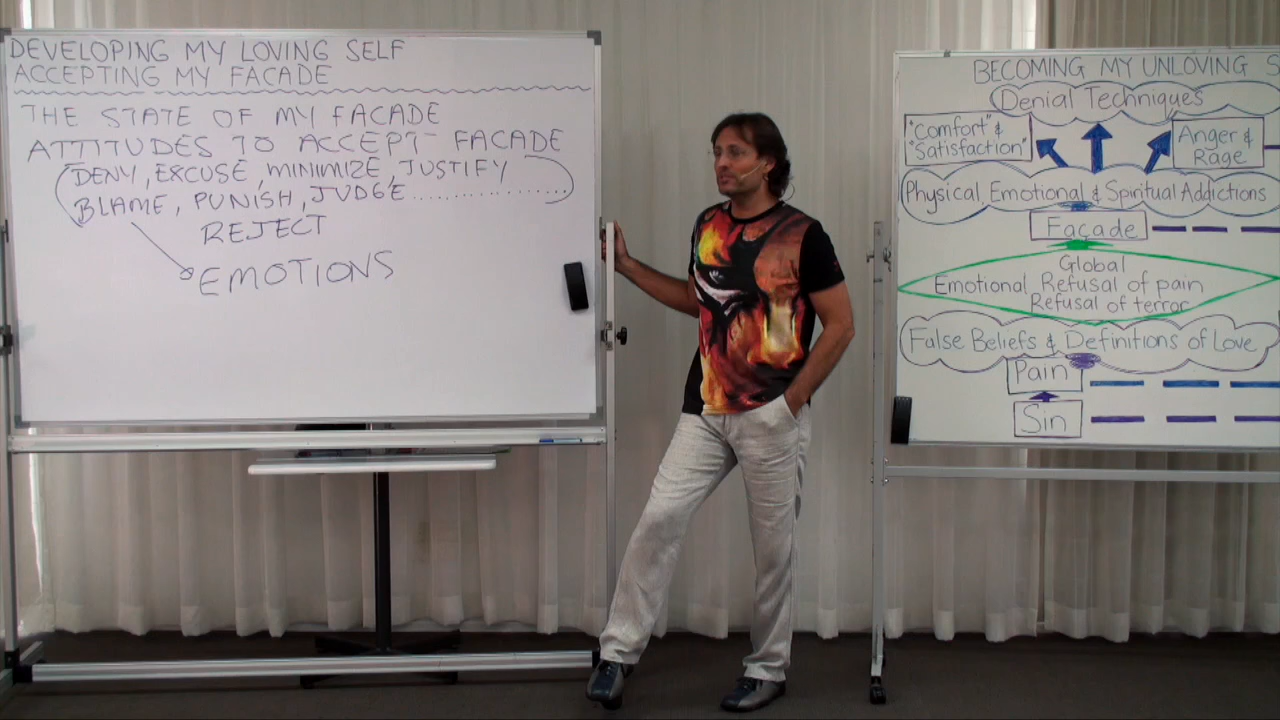 DEVELOPING MY LOVING SELF
ACCEPTING MY FACADE
THE STATE OF MY FACADE
ATTITUDES TO ACCEPT FACADE
DENY, EXCUSE, MINIMIZE, JUSTIFY
BLAME, PUNISH, JUDGE..............
REJECT
EMOTIONS
BECOMING MY UNLOVING S
Denial Techniques
"Comfort" &
"Satisfaction"
Anger &
Rage
Physical, Emotional & Spiritual Addictions
Façade
Global
Emotional Refusal of pain
Refusal of terror
False Beliefs & Definitions of Love
Pain
Sin